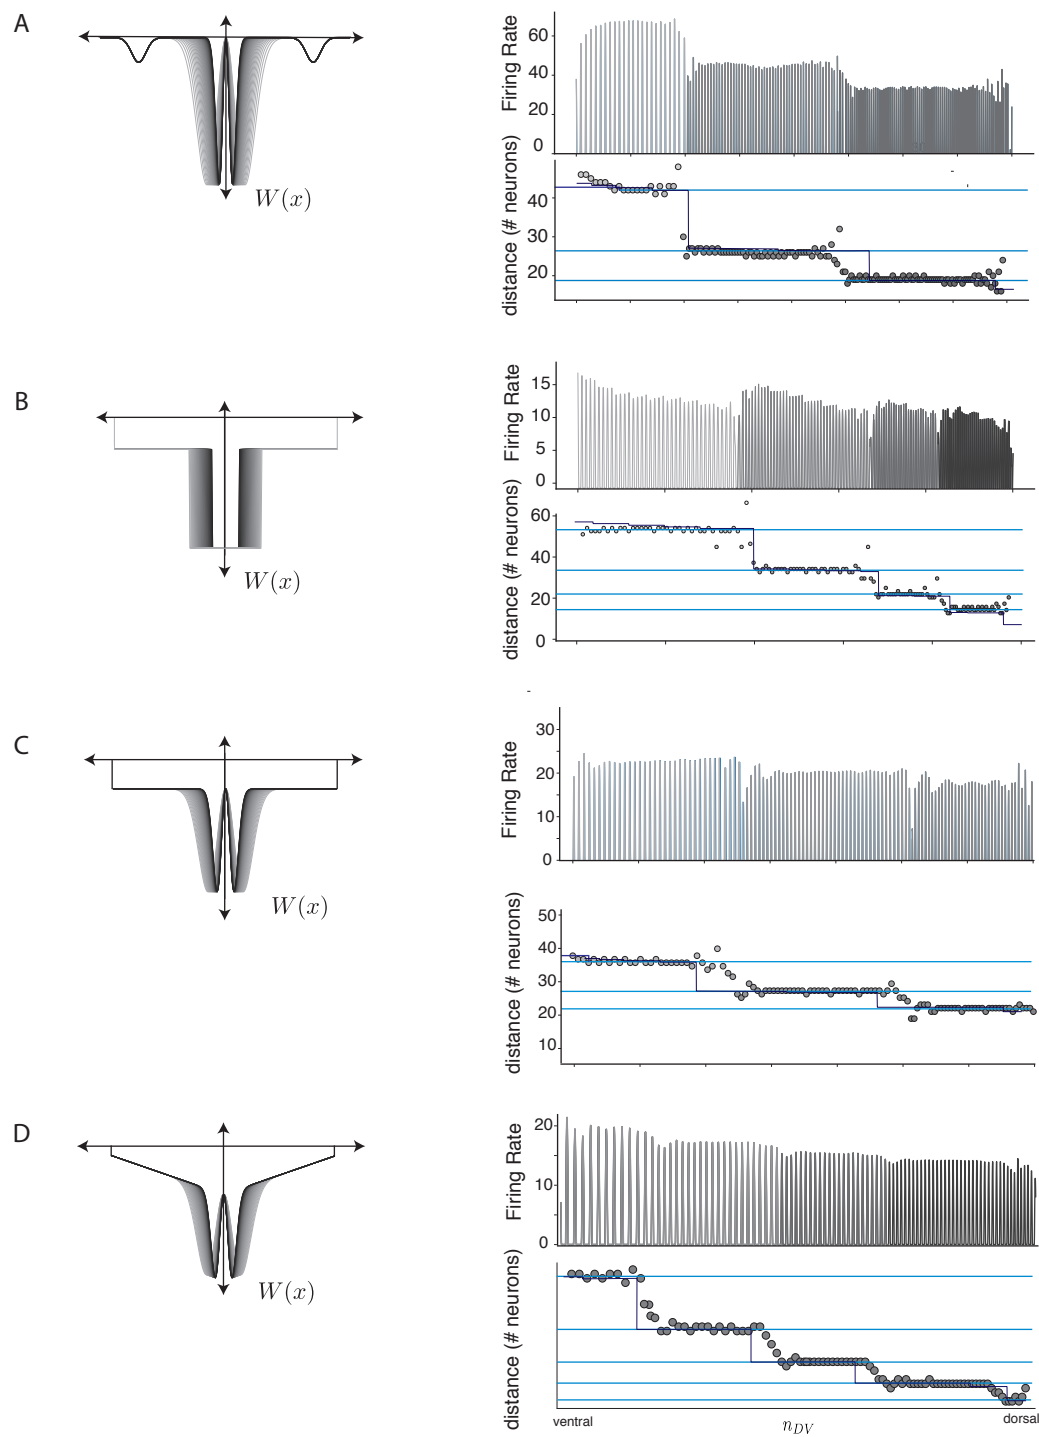 A
W(x)
Firing Rate
60
40
20
0
distance (# neurons)
40
30
20
B
W(x)
Firing Rate
15
10
5
0
distance (# neurons)
60
40
20
0
C
W(x)
Firing Rate
30
20
10
0
distance (# neurons)
50
40
30
20
10
D
W(x)
Firing Rate
20
10
0
distance (# neurons)
ventral
n_{DV}
dorsal